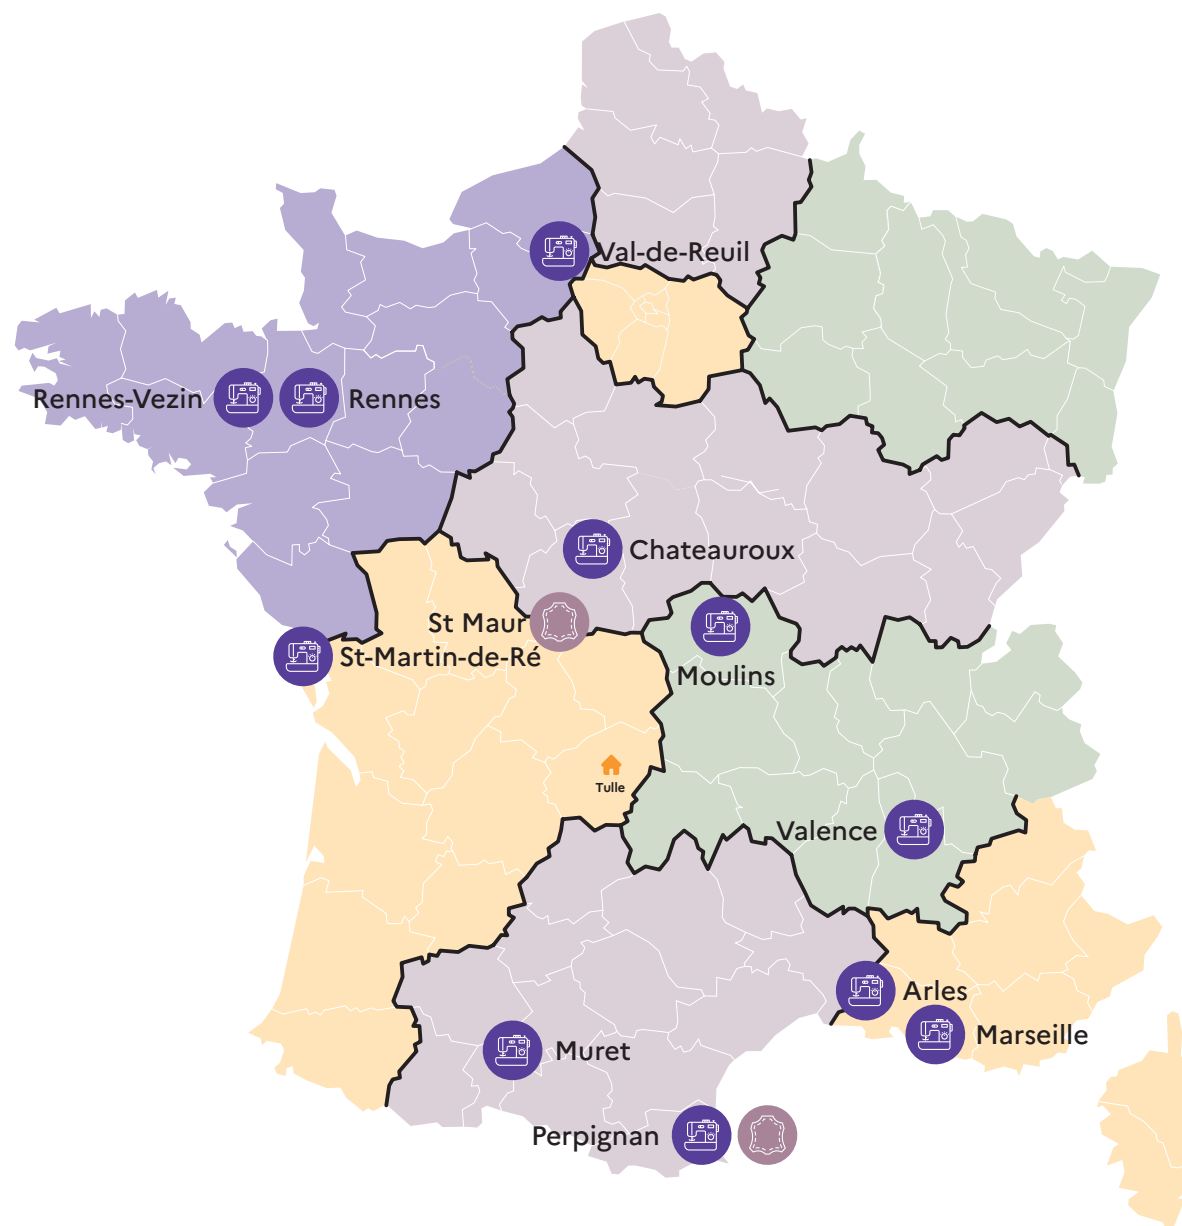 Val-de-Reuil
Rennes-Vezin
Rennes
Chateauroux
St Maur
St-Martin-de-Ré
Moulins
Tulle
Valence
Arles
Marseille
Muret
Perpignan